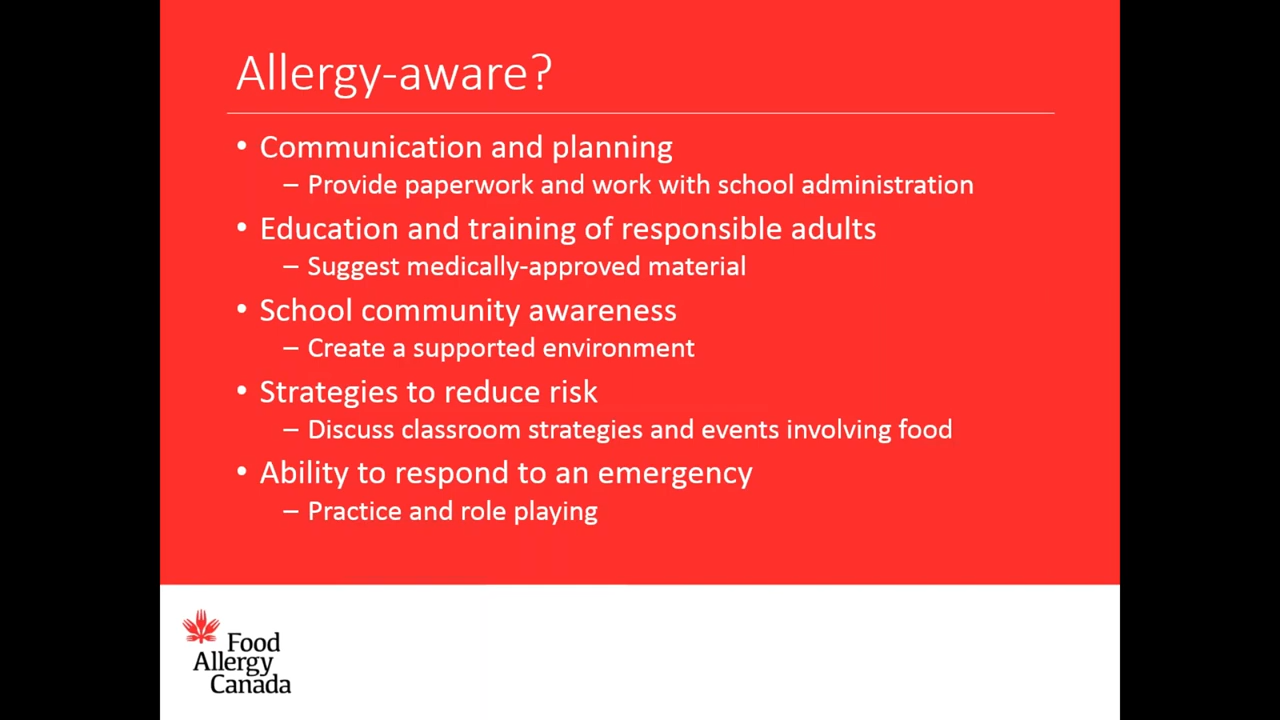 Allergy-aware?
• Communication and planning
– Provide paperwork and work with school administration
• Education and training of responsible adults
– Suggest medically-approved material
• School community awareness
– Create a supported environment
• Strategies to reduce risk
– Discuss classroom strategies and events involving food
• Ability to respond to an emergency
– Practice and role playing
Food
Allergy
Canada